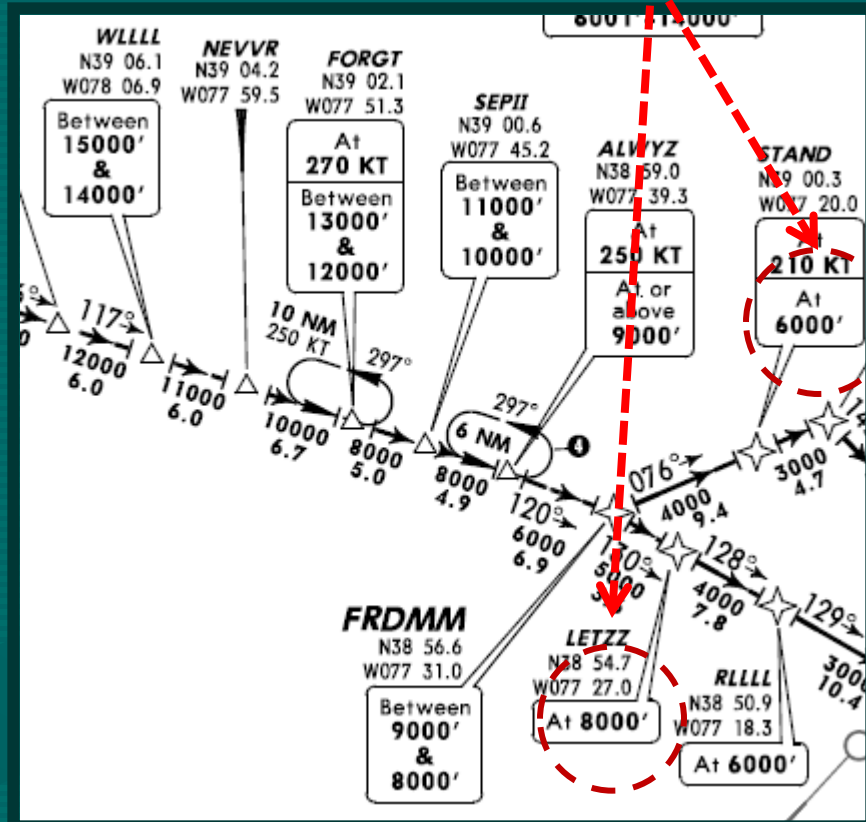 6001'-14000'
WLLLL
N39 06.1
W078 06.9
Between
15000'
&
14000'
NEVVR
N39 04.2
W077 59.5
FORGT
N39 02.1
W077 51.3
At
270 KT
Between
13000'
&
12000'
SEPII
N39 00.6
W077 45.2
Between
11000'
&
10000'
ALWYZ
N38 59.0
W077 39.3
At
250 KT
At or
above
9000'
STAND
N39 00.3
W077 20.0
At
210 KT
At
6000'
117°
12000
6.0
11000
6.0
10 NM
250 KT
297°
10000
6.7
8000
5.0
297°
6 NM
4
8000
4.9
120°
6000
6.9
076°
4000
9.4
3000
4.7
130°
5000
128°
4000
7.8
129°
3000
10.4
FRDMM
N38 56.6
W077 31.0
Between
9000'
&
8000'
LETZZ
N38 54.7
W077 27.0
At 8000'
RLLLL
N38 50.9
W077 18.3
At 6000'